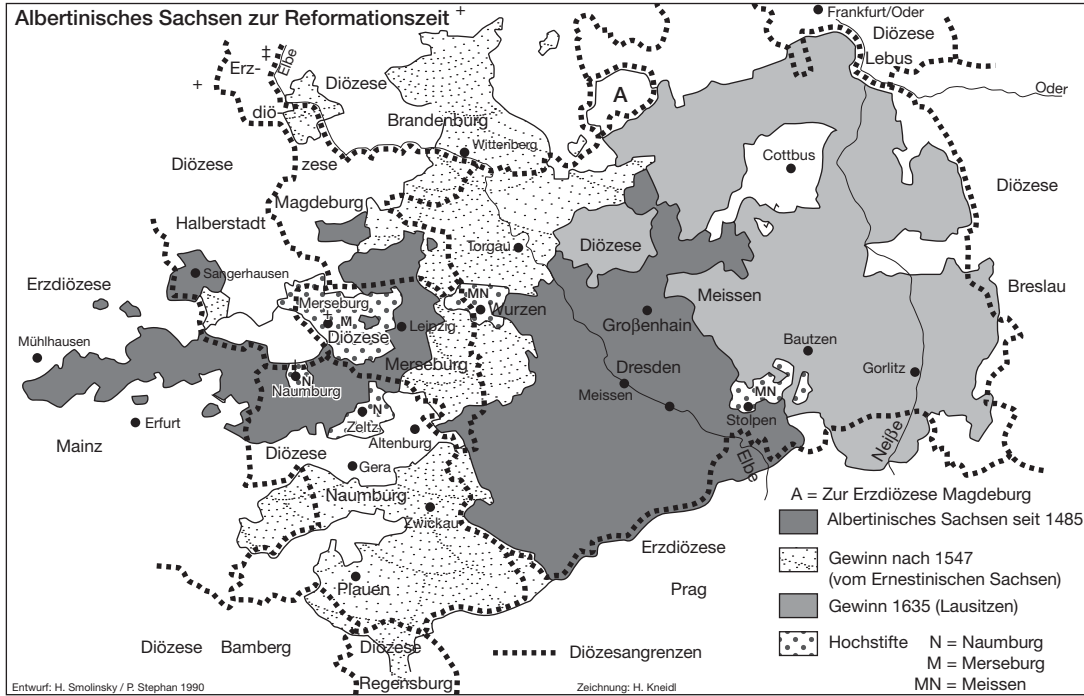 Albertinisches Sachsen zur Reformationszeit
Frankfurt/Oder
Diözese
Lebus
Oder
Erz-
Elbe
Diözese
diö-
Brandenburg
A
Wittenberg
Cottbus
Diözese
zese
Diözese
Magdeburg
Halberstadt
Torgau
Diözese
Sangerhausen
Erzdiözese
Breslau
Merseburg
MN
Meissen
M
Wurzen
Großenhain
Leipzig
Diözese
Mühlhausen
Bautzen
Merseburg
Dresden
Gorlitz
N
Naumburg
Meissen
MN
N
Stolpen
Zeltz
Erfurt
Altenburg
Mainz
Neiße
Diözese
Elbe
Gera
Naumburg
Zwickau
Erzdiözese
Plauen
Prag
Diözese Bamberg
Diözese
Regensburg
A = Zur Erzdiözese Magdeburg
Albertinisches Sachsen seit 1485
Gewinn nach 1547
(vom Ernestinischen Sachsen)
Gewinn 1635 (Lausitzen)
Hochstifte N = Naumburg
M = Merseburg
MN = Meissen
Diözesangrenzen
Entwurf: H. Smolinsky / P. Stephan 1990
Zeichnung: H. Kneidl